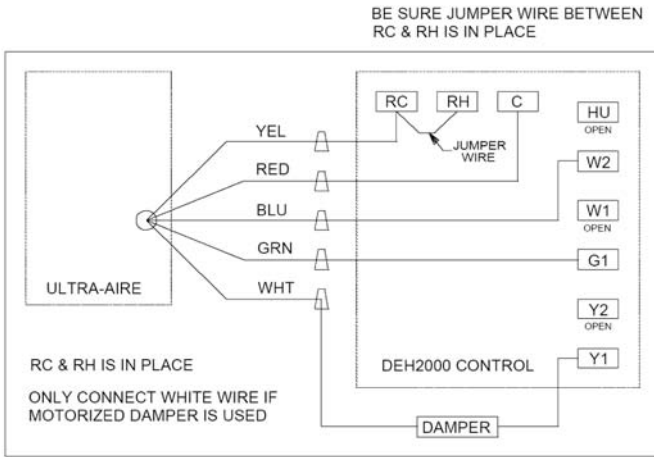 BE SURE JUMPER WIRE BETWEEN
RC & RH IS IN PLACE
RC
RH
C
HU
OPEN
YEL
JUMPER
WIRE
W2
RED
BLU
W1
OPEN
GRN
G1
ULTRA-AIRE
WHT
Y2
OPEN
RC & RH IS IN PLACE
DEH2000 CONTROL
Y1
ONLY CONNECT WHITE WIRE IF
MOTORIZED DAMPER IS USED
DAMPER